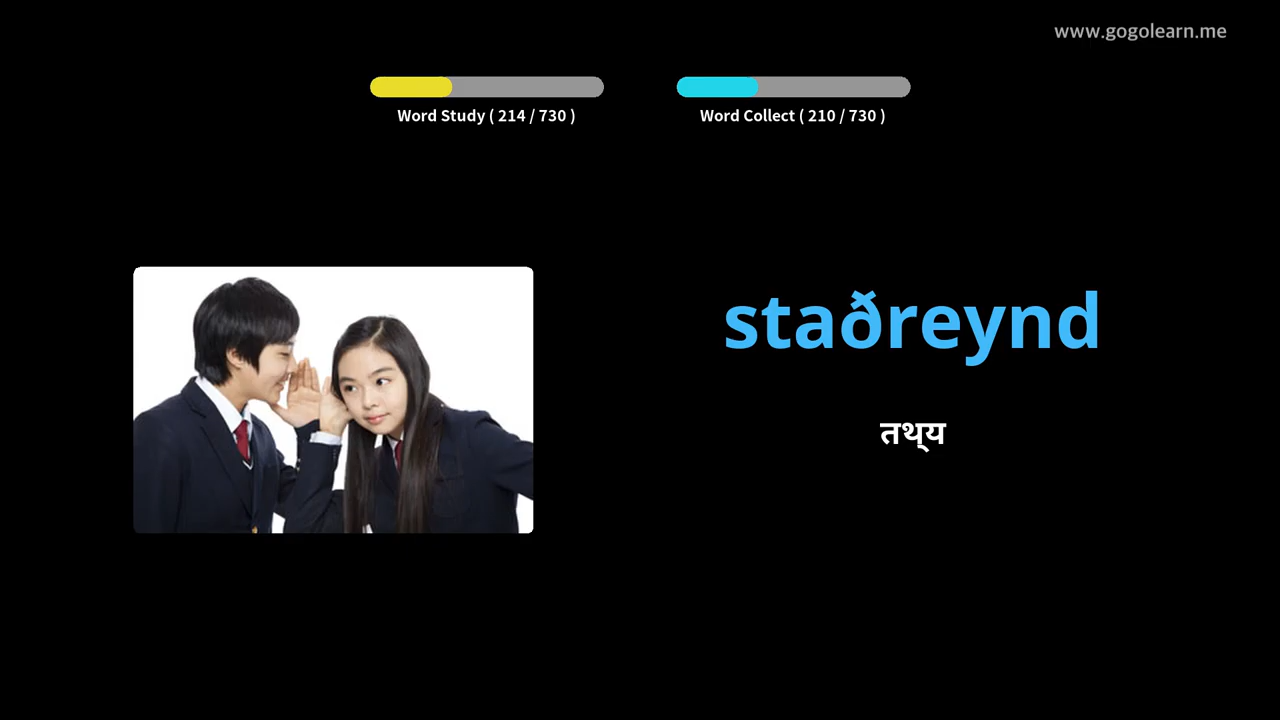 www.gogolearn.me
Word Study ( 214 / 730 )
Word Collect ( 210 / 730 )
staðreynd
तथ्य